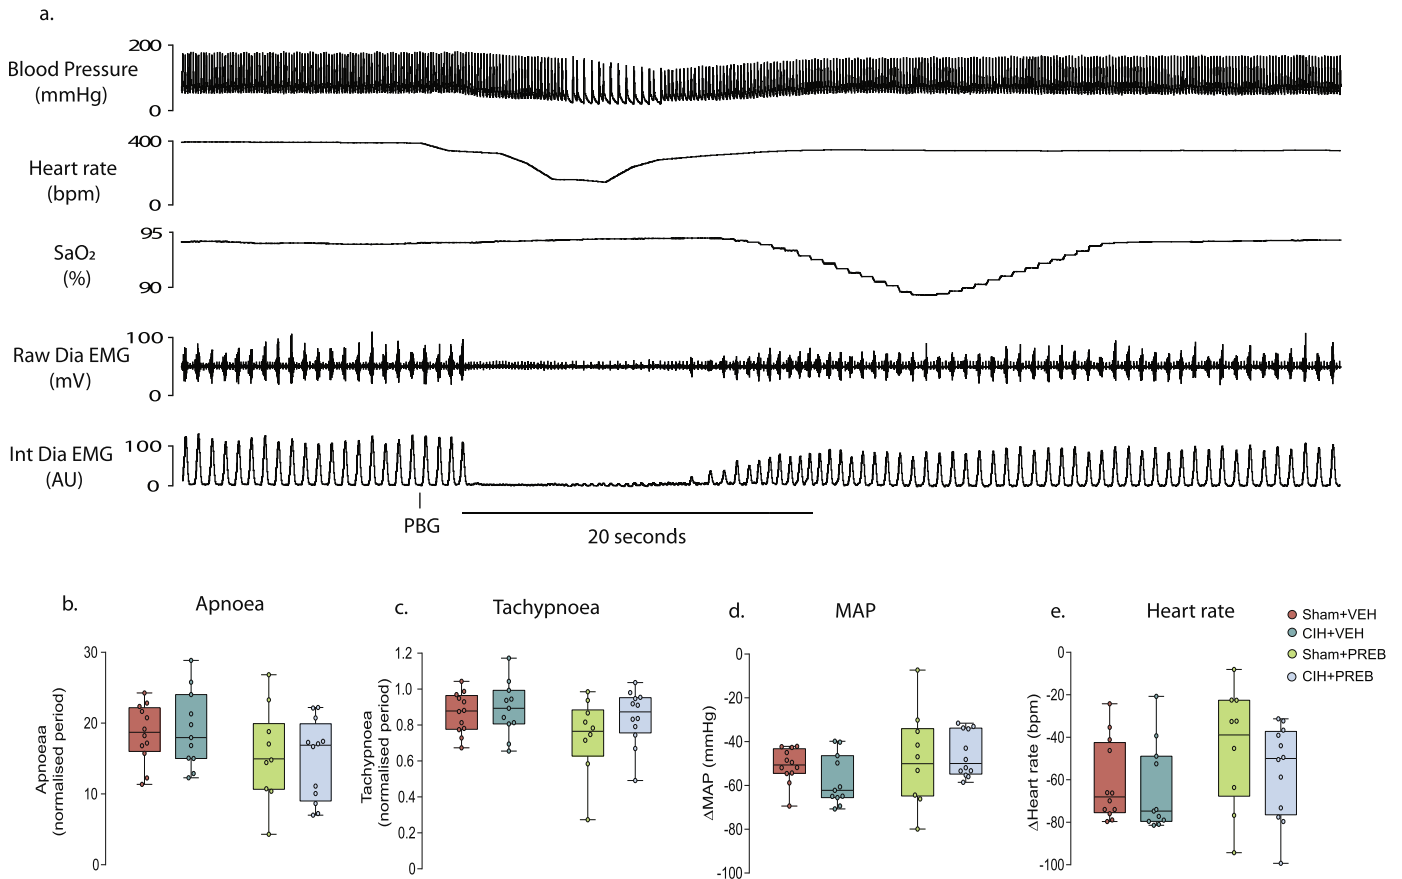 a.
200
Blood Pressure
(mmHg)
0
400
Heart rate
(bpm)
0
95
SaO₂
(%)
90
100
Raw Dia EMG
(mV)
0
100
Int Dia EMG
(AU)
0
PBG
20 seconds
b.
Apnoea
30
20
10
0
Apnoeaa
(normalised period)
c.
Tachypnoea
1.2
1.0
0.8
0.6
0.4
0.2
0
Tachypnoea
(normalised period)
d.
MAP
0
-20
-40
-60
-80
-100
ΔMAP (mmHg)
e.
Heart rate
0
-20
-40
-60
-80
-100
ΔHeart rate (bpm)
Sham+VEH
CIH+VEH
Sham+PREB
CIH+PREB